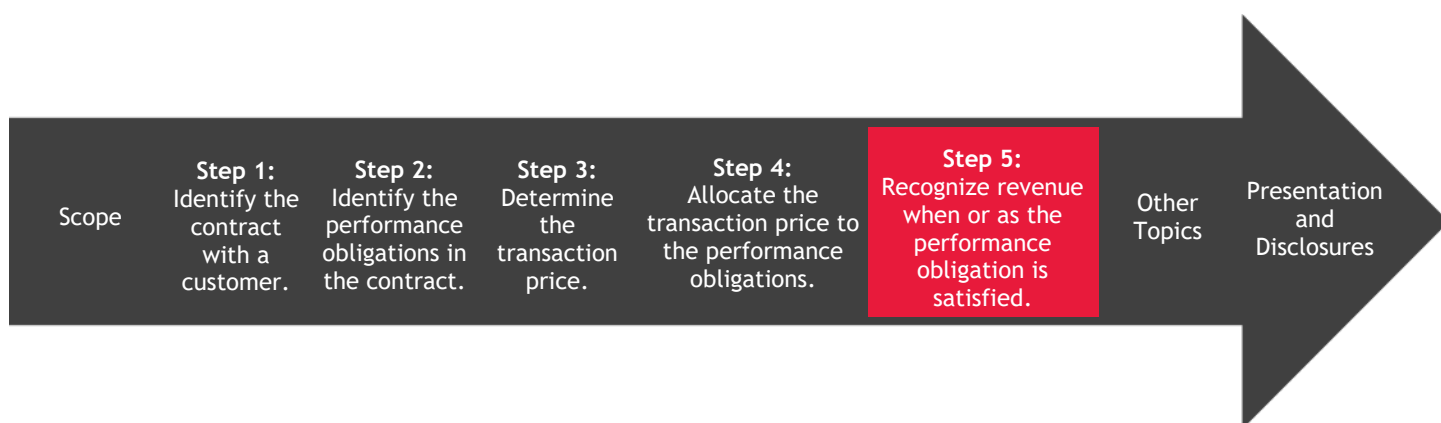 Scope
Step 1:
Identify the
contract
with a
customer.
Step 2:
Identify the
performance
obligations in
the contract.
Step 3:
Determine
the
transaction
price.
Step 4:
Allocate the
transaction price to
the performance
obligations.
Step 5:
Recognize revenue
when or as the
performance
obligation is
satisfied.
Other
Topics
Presentation
and
Disclosures